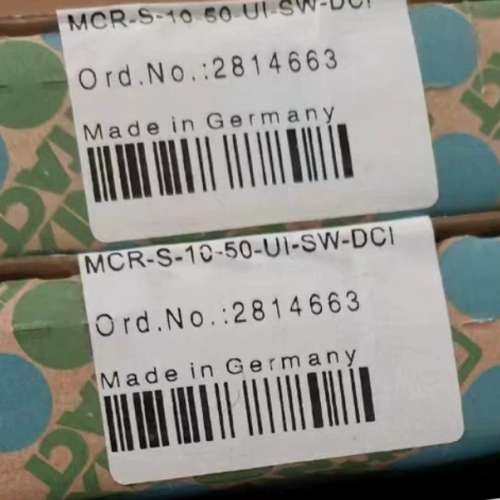 MCR-S-10-50-UI-SW-DCI
Ord.No.:2814663
Made in Germany
MCR-S-10-50-UI-SW-DCI
Ord.No.:2814663
Made in Germany